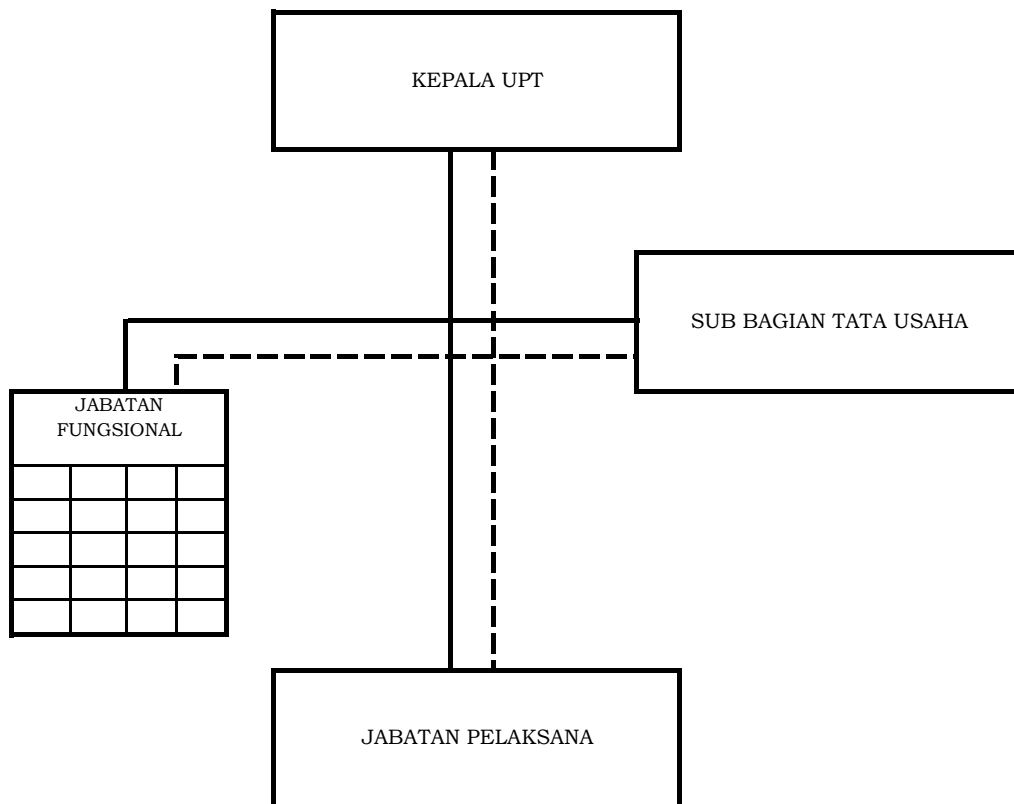 KEPALA UPT
SUB BAGIAN TATA USAHA
JABATAN
FUNGSIONAL
JABATAN PELAKSANA